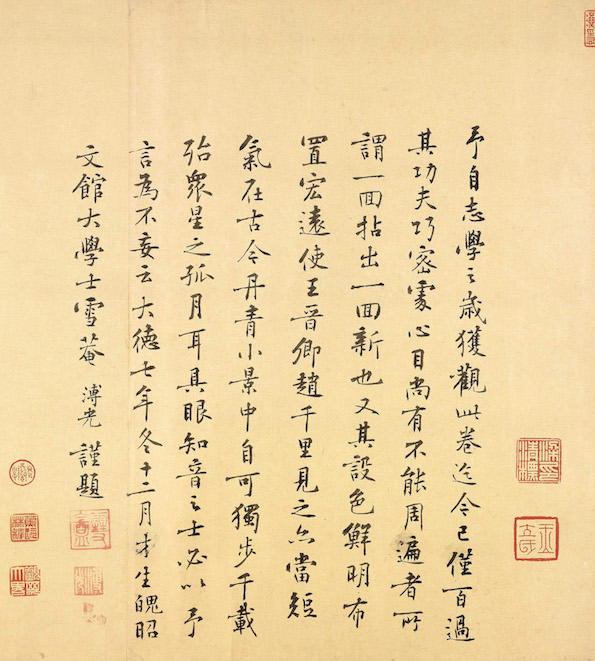 予自志學之歲獲觀此卷迄今已僅百過
其功夫巧密處心目尚有不能周遍者所
謂一回拈出一回新也又其設色鮮明布
置宏遠使王晉卿趙千里見之亦當短
氣在古今丹青小景中自可獨步千載
殆眾星之孤月耳具眼知音之士必以予
言為不妄云大德七年冬十二月才生魄昭
文館大學士雪菴溥光謹題